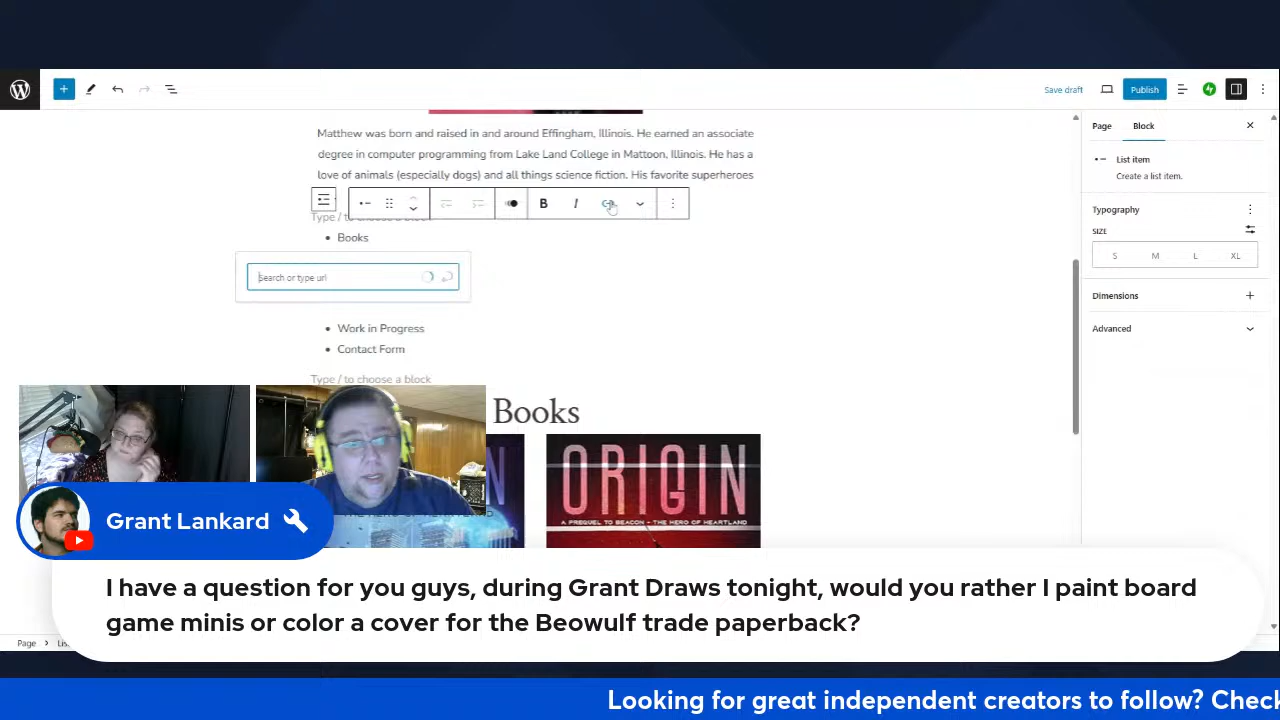 Save draft
Publish
Matthew was born and raised in and around Effingham, Illinois. He earned an associate
degree in computer programming from Lake Land College in Mattoon, Illinois. He has a
love of animals (especially dogs) and all things science fiction. His favorite superheroes
B I
Type / to choose a block
• Books
Search or type url
• Work in Progress
• Contact Form
Type / to choose a block
Books
ORIGIN
A PREQUEL TO BEACON - THE HERO OF HEARTLAND
Page Block
List item
Create a list item.
Typography
SIZE
S M L XL
Dimensions
Advanced
Grant Lankard
I have a question for you guys, during Grant Draws tonight, would you rather I paint board
game minis or color a cover for the Beowulf trade paperback?
Page
Looking for great independent creators to follow? Check